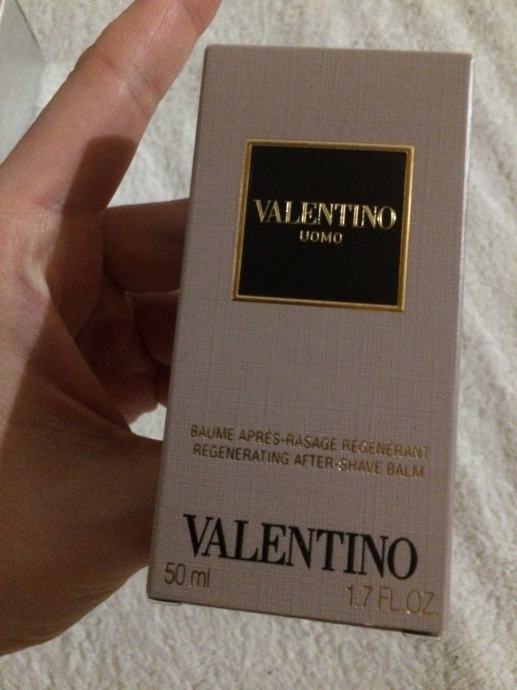 VALENTINO
UOMO
BAUME APRÈS-RASAGE RÉGÉNÉRANT
REGENERATING AFTER-SHAVE BALM
VALENTINO
50 ml
1.7 FL.OZ.